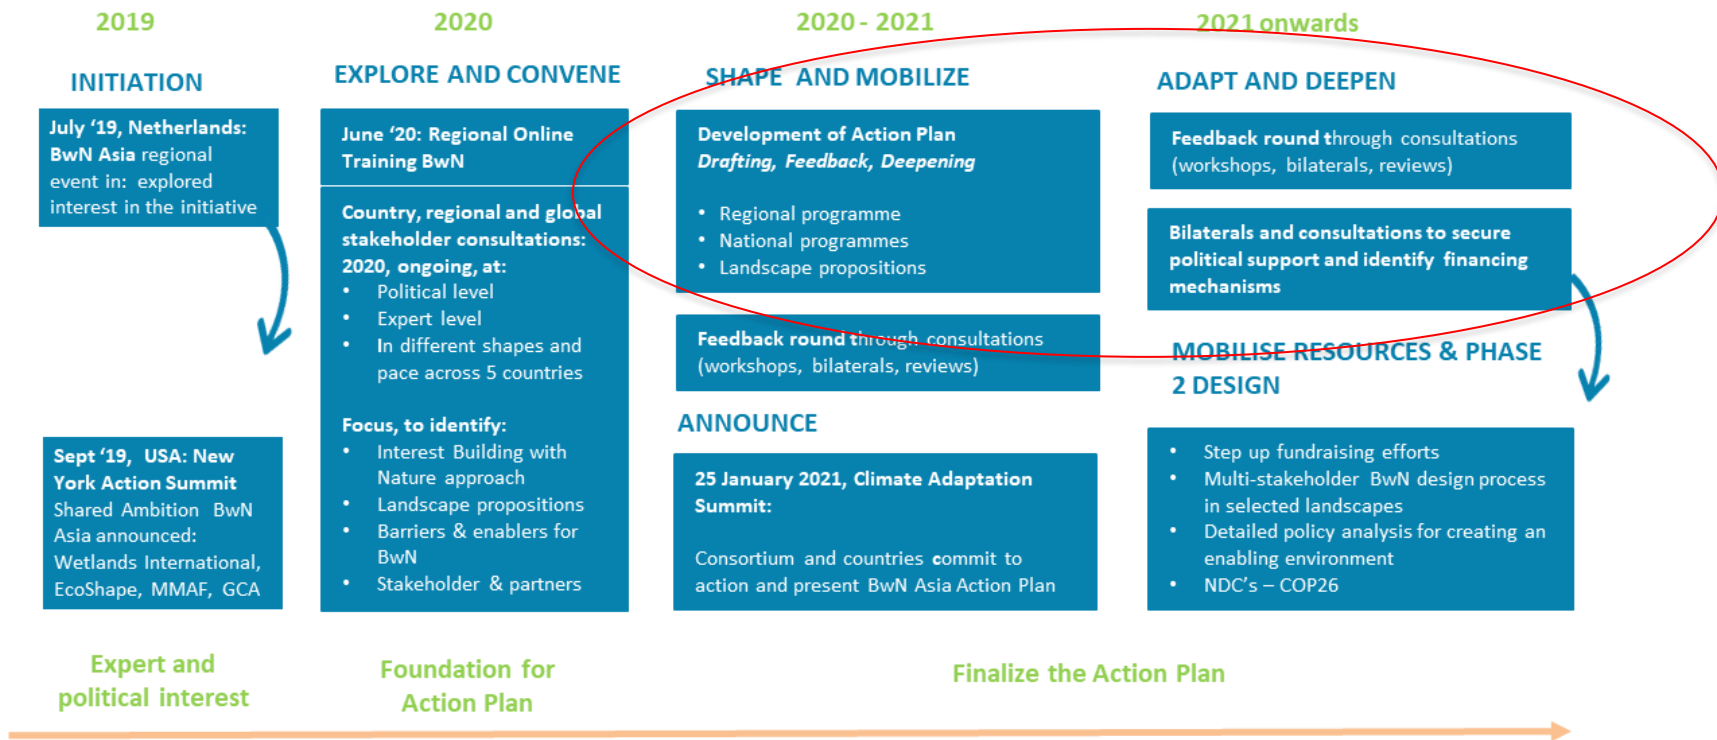 2019
INITIATION
July ‘19, Netherlands:
BwN Asia regional
event in: explored
interest in the initiative
Sept ‘19, USA: New
York Action Summit
Shared Ambition BwN
Asia announced:
Wetlands International,
EcoShape, MMAF, GCA
Expert and
political interest
2020
EXPLORE AND CONVENE
June ‘20: Regional Online
Training BwN
Country, regional and global
stakeholder consultations:
2020, ongoing, at:
• Political level
• Expert level
• In different shapes and
pace across 5 countries
Focus, to identify:
• Interest Building with
Nature approach
• Landscape propositions
• Barriers & enablers for
BwN
• Stakeholder & partners
Foundation for
Action Plan
2020 - 2021
SHAPE AND MOBILIZE
Development of Action Plan
Drafting, Feedback, Deepening
• Regional programme
• National programmes
• Landscape propositions
Feedback round through consultations
(workshops, bilaterals, reviews)
ANNOUNCE
25 January 2021, Climate Adaptation
Summit:
Consortium and countries commit to
action and present BwN Asia Action Plan
2021 onwards
ADAPT AND DEEPEN
Feedback round through consultations
(workshops, bilaterals, reviews)
Bilaterals and consultations to secure
political support and identify financing
mechanisms
MOBILISE RESOURCES & PHASE
2 DESIGN
• Step up fundraising efforts
• Multi-stakeholder BwN design process
in selected landscapes
• Detailed policy analysis for creating an
enabling environment
• NDC's – COP26
Finalize the Action Plan